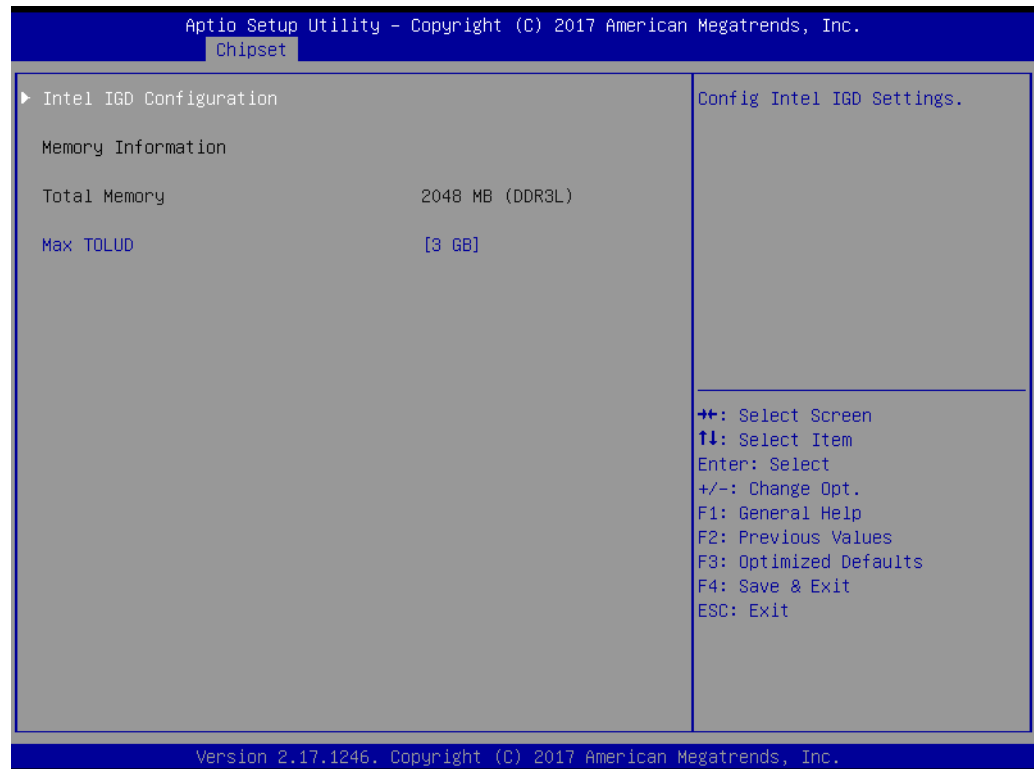 Aptio Setup Utility – Copyright (C) 2017 American Megatrends, Inc.
Chipset
▶ Intel IGD Configuration
Memory Information
Total Memory 2048 MB (DDR3L)
Max TOLUD [3 GB]
Config Intel IGD Settings.
→←: Select Screen
↑↓: Select Item
Enter: Select
+/-: Change Opt.
F1: General Help
F2: Previous Values
F3: Optimized Defaults
F4: Save & Exit
ESC: Exit
Version 2.17.1246. Copyright (C) 2017 American Megatrends, Inc.